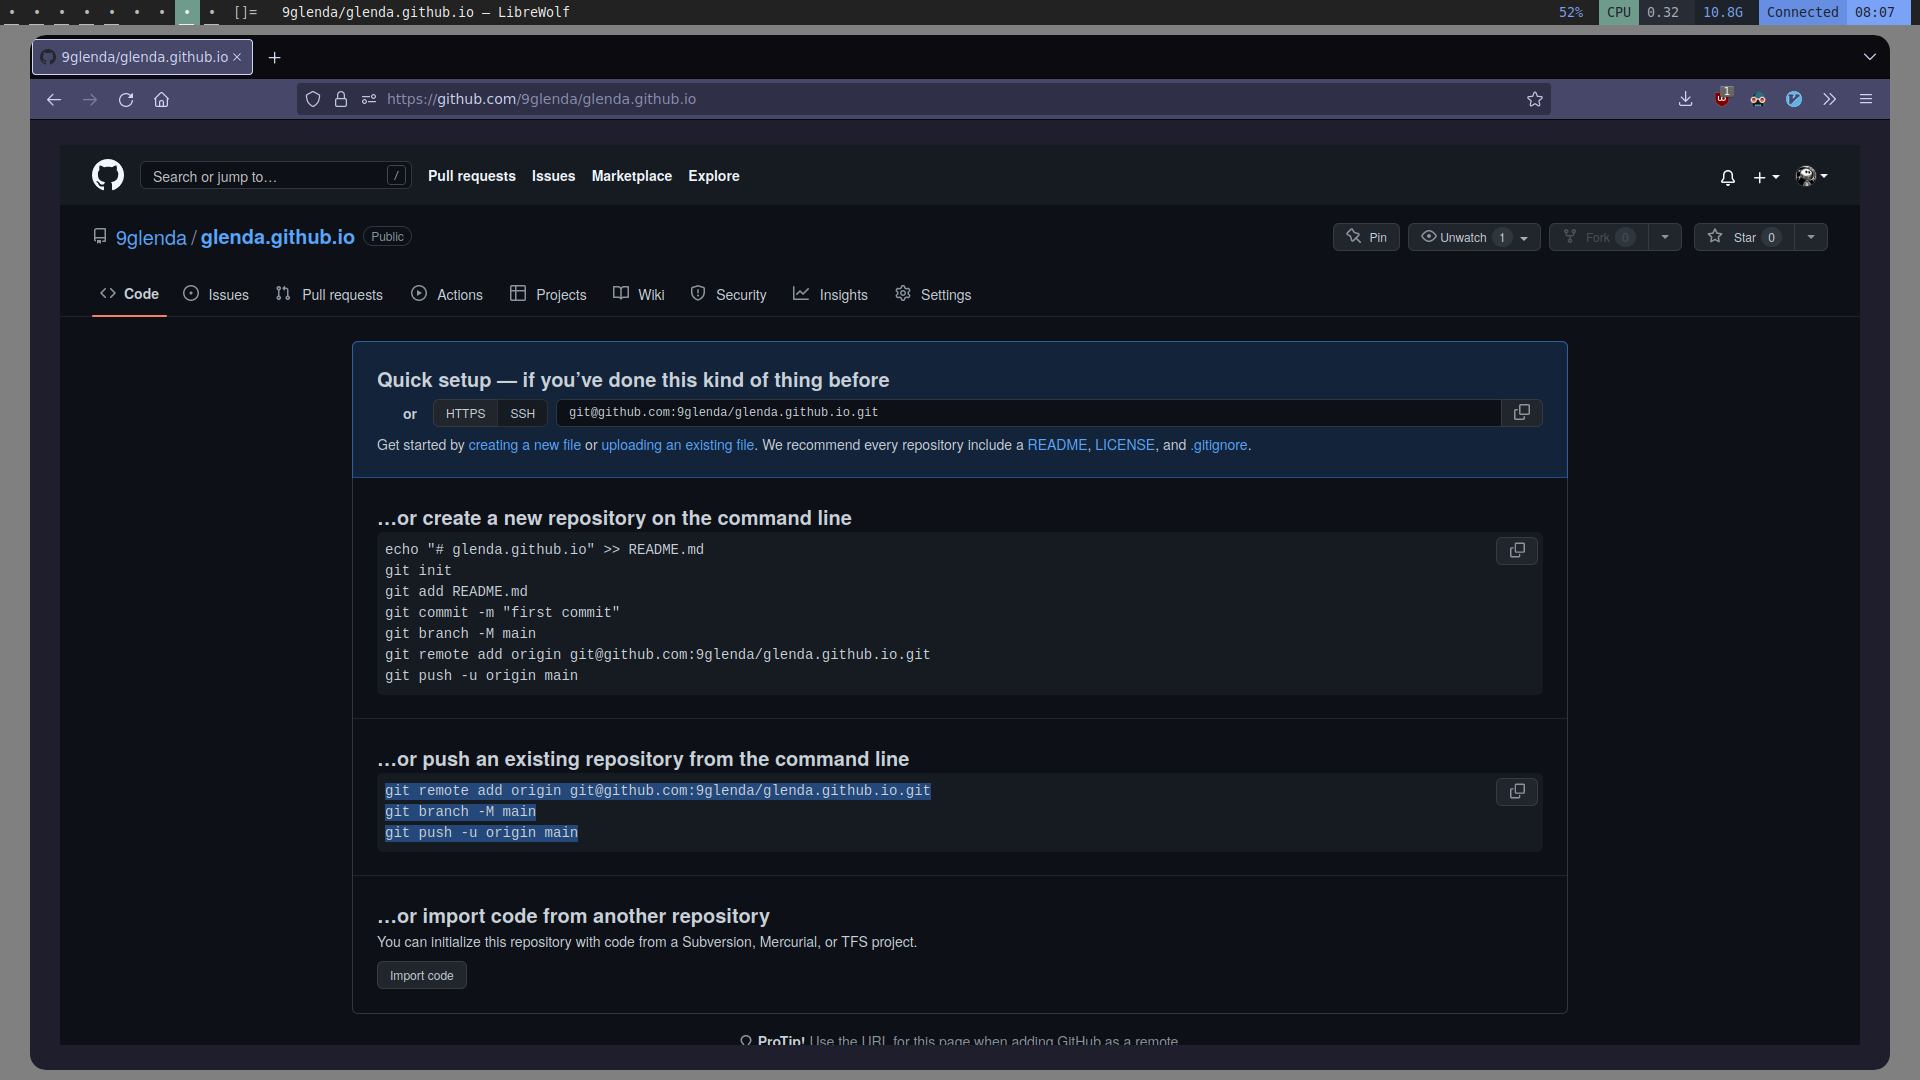 []= 9glenda/glenda.github.io — LibreWolf 52% CPU 0.32 10.8G Connected 08:07
9glenda/glenda.github.io
https://github.com/9glenda/glenda.github.io 1
Search or jump to… / Pull requests Issues Marketplace Explore
9glenda / glenda.github.io Public Pin Unwatch 1 Fork 0 Star 0
Code Issues Pull requests Actions Projects Wiki Security Insights Settings
Quick setup — if you’ve done this kind of thing before
or HTTPS SSH git@github.com:9glenda/glenda.github.io.git
Get started by creating a new file or uploading an existing file. We recommend every repository include a README, LICENSE, and .gitignore.
…or create a new repository on the command line
echo "# glenda.github.io" >> README.md
git init
git add README.md
git commit -m "first commit"
git branch -M main
git remote add origin git@github.com:9glenda/glenda.github.io.git
git push -u origin main
…or push an existing repository from the command line
git remote add origin git@github.com:9glenda/glenda.github.io.git
git branch -M main
git push -u origin main
…or import code from another repository
You can initialize this repository with code from a Subversion, Mercurial, or TFS project.
Import code
ProTip! Use the URL for this page when adding GitHub as a remote